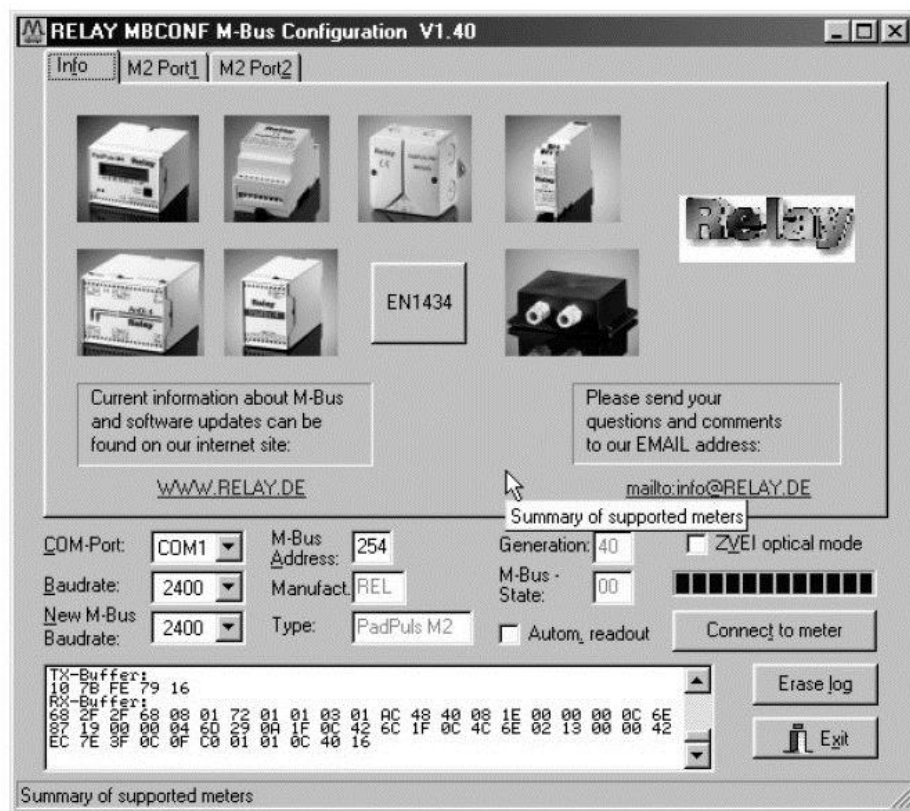 RELAY MBCONF M-Bus Configuration V1.40
Info
M2 Port1
M2 Port2
Relay
EN1434
Current information about M-Bus
and software updates can be
found on our internet site:
WWW.RELAY.DE
Please send your
questions and comments
to our EMAIL address:
mailto:info@RELAY.DE
Summary of supported meters
COM-Port: COM1
M-Bus
Address: 254
Generation: 40
ZVEI optical mode
Baudrate: 2400
Manufact. REL
M-Bus -
State: 00
New M-Bus
Baudrate: 2400
Type: PadPuls M2
Autom. readout
Connect to meter
TX-Buffer:
10 7B FE 79 16
RX-Buffer:
68 2F 2F 68 08 01 72 01 01 03 01 AC 48 40 08 1E 00 00 00 0C 6E
87 19 00 00 04 6D 29 0A 1F 0C 42 6C 1F 0C 4C 6E 02 13 00 00 42
EC 7E 3F 0C 0F C0 01 01 0C 40 16
Erase log
Exit
Summary of supported meters